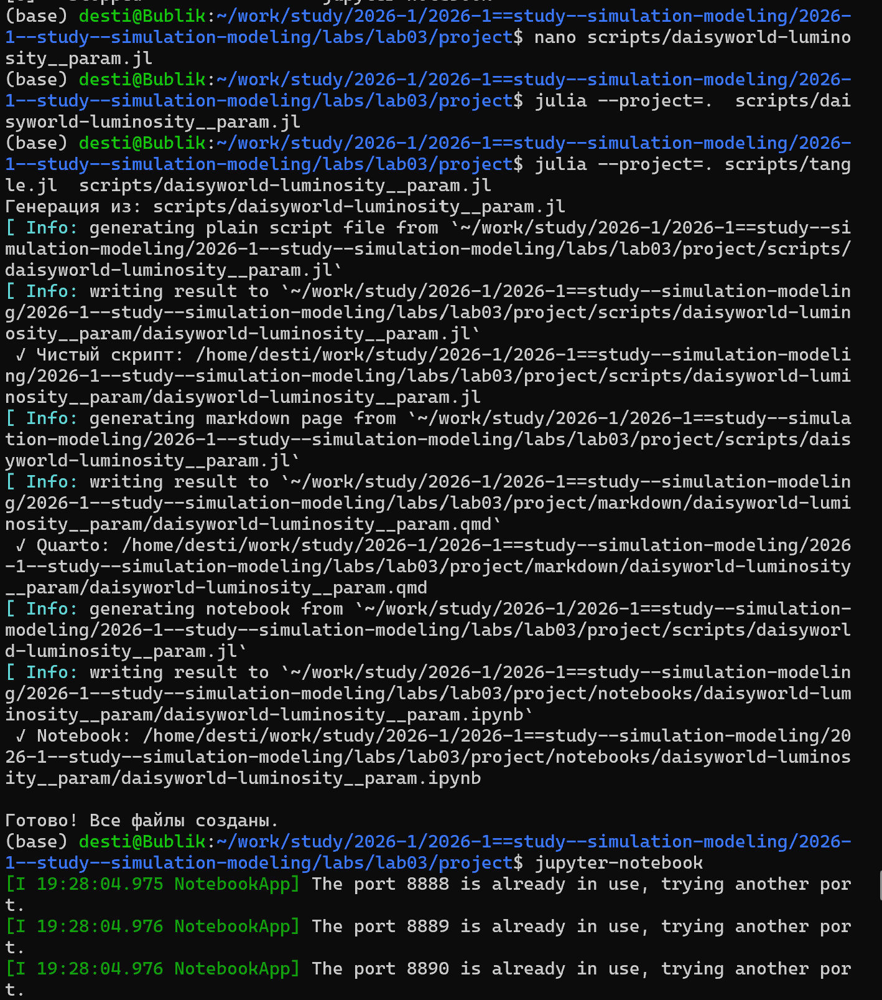 (base) desti@Bublik:~/work/study/2026-1/2026-1==study--simulation-modeling/2026-
1--study--simulation-modeling/labs/lab03/project$ nano scripts/daisyworld-lumino
sity__param.jl
(base) desti@Bublik:~/work/study/2026-1/2026-1==study--simulation-modeling/2026-
1--study--simulation-modeling/labs/lab03/project$ julia --project=.  scripts/dai
syworld-luminosity__param.jl
(base) desti@Bublik:~/work/study/2026-1/2026-1==study--simulation-modeling/2026-
1--study--simulation-modeling/labs/lab03/project$ julia --project=. scripts/tang
le.jl  scripts/daisyworld-luminosity__param.jl
Генерация из: scripts/daisyworld-luminosity__param.jl
[ Info: generating plain script file from `~/work/study/2026-1/2026-1==study--si
mulation-modeling/2026-1--study--simulation-modeling/labs/lab03/project/scripts/
daisyworld-luminosity__param.jl`
[ Info: writing result to `~/work/study/2026-1/2026-1==study--simulation-modelin
g/2026-1--study--simulation-modeling/labs/lab03/project/scripts/daisyworld-lumin
osity__param/daisyworld-luminosity__param.jl`
 ✓ Чистый скрипт: /home/desti/work/study/2026-1/2026-1==study--simulation-modeli
ng/2026-1--study--simulation-modeling/labs/lab03/project/scripts/daisyworld-lumi
nosity__param/daisyworld-luminosity__param.jl
[ Info: generating markdown page from `~/work/study/2026-1/2026-1==study--simula
tion-modeling/2026-1--study--simulation-modeling/labs/lab03/project/scripts/dais
yworld-luminosity__param.jl`
[ Info: writing result to `~/work/study/2026-1/2026-1==study--simulation-modelin
g/2026-1--study--simulation-modeling/labs/lab03/project/markdown/daisyworld-lumi
nosity__param/daisyworld-luminosity__param.qmd`
 ✓ Quarto: /home/desti/work/study/2026-1/2026-1==study--simulation-modeling/2026
-1--study--simulation-modeling/labs/lab03/project/markdown/daisyworld-luminosity
__param/daisyworld-luminosity__param.qmd
[ Info: generating notebook from `~/work/study/2026-1/2026-1==study--simulation-
modeling/2026-1--study--simulation-modeling/labs/lab03/project/scripts/daisyworl
d-luminosity__param.jl`
[ Info: writing result to `~/work/study/2026-1/2026-1==study--simulation-modelin
g/2026-1--study--simulation-modeling/labs/lab03/project/notebooks/daisyworld-lum
inosity__param/daisyworld-luminosity__param.ipynb`
 ✓ Notebook: /home/desti/work/study/2026-1/2026-1==study--simulation-modeling/20
26-1--study--simulation-modeling/labs/lab03/project/notebooks/daisyworld-luminos
ity__param/daisyworld-luminosity__param.ipynb
Готово! Все файлы созданы.
(base) desti@Bublik:~/work/study/2026-1/2026-1==study--simulation-modeling/2026-
1--study--simulation-modeling/labs/lab03/project$ jupyter-notebook
[I 19:28:04.975 NotebookApp] The port 8888 is already in use, trying another por
t.
[I 19:28:04.976 NotebookApp] The port 8889 is already in use, trying another por
t.
[I 19:28:04.976 NotebookApp] The port 8890 is already in use, trying another por
t.